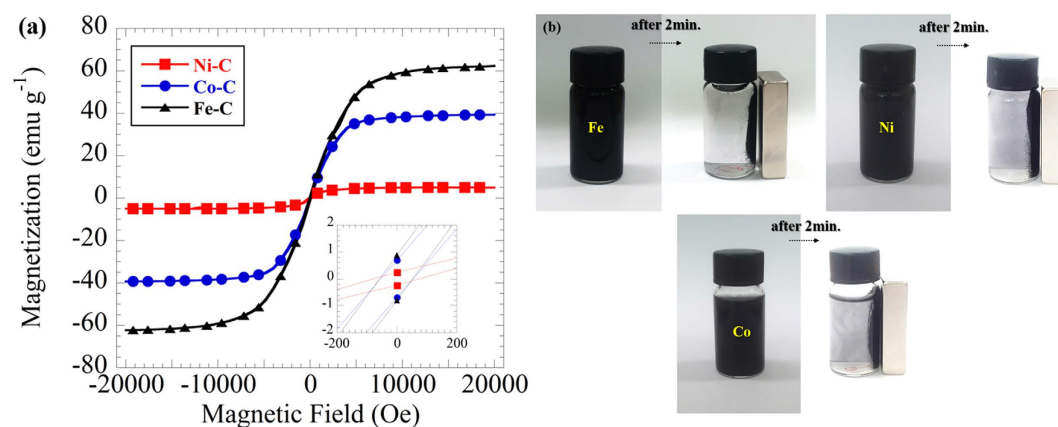 (a)
80
60
40
20
0
-20
-40
-60
-80
Magnetization (emu g-1)
Ni-C
Co-C
Fe-C
2
1
0
-1
-2
-200
0
200
-20000
-10000
0
10000
20000
Magnetic Field (Oe)
(b)
after 2min.
Fe
after 2min.
Ni
after 2min.
Co